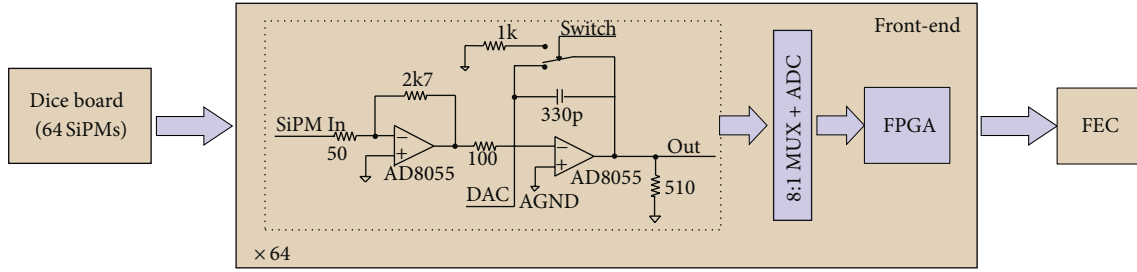 Dice board
(64 SiPMs)
Front-end
1k
Switch
2k7
330p
SiPM In
50
−
+
AD8055
100
−
+
AD8055
Out
510
DAC
AGND
× 64
8:1 MUX + ADC
FPGA
FEC